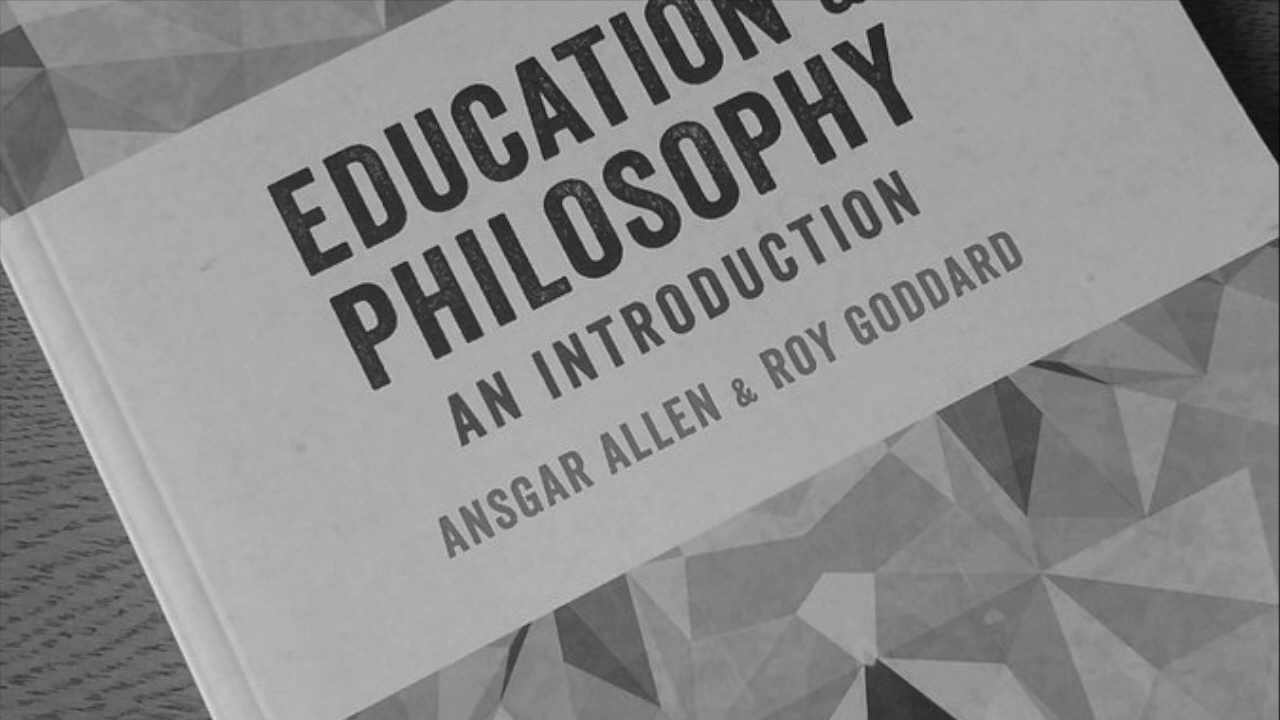 EDUCATION &
PHILOSOPHY
AN INTRODUCTION
ANSGAR ALLEN & ROY GODDARD